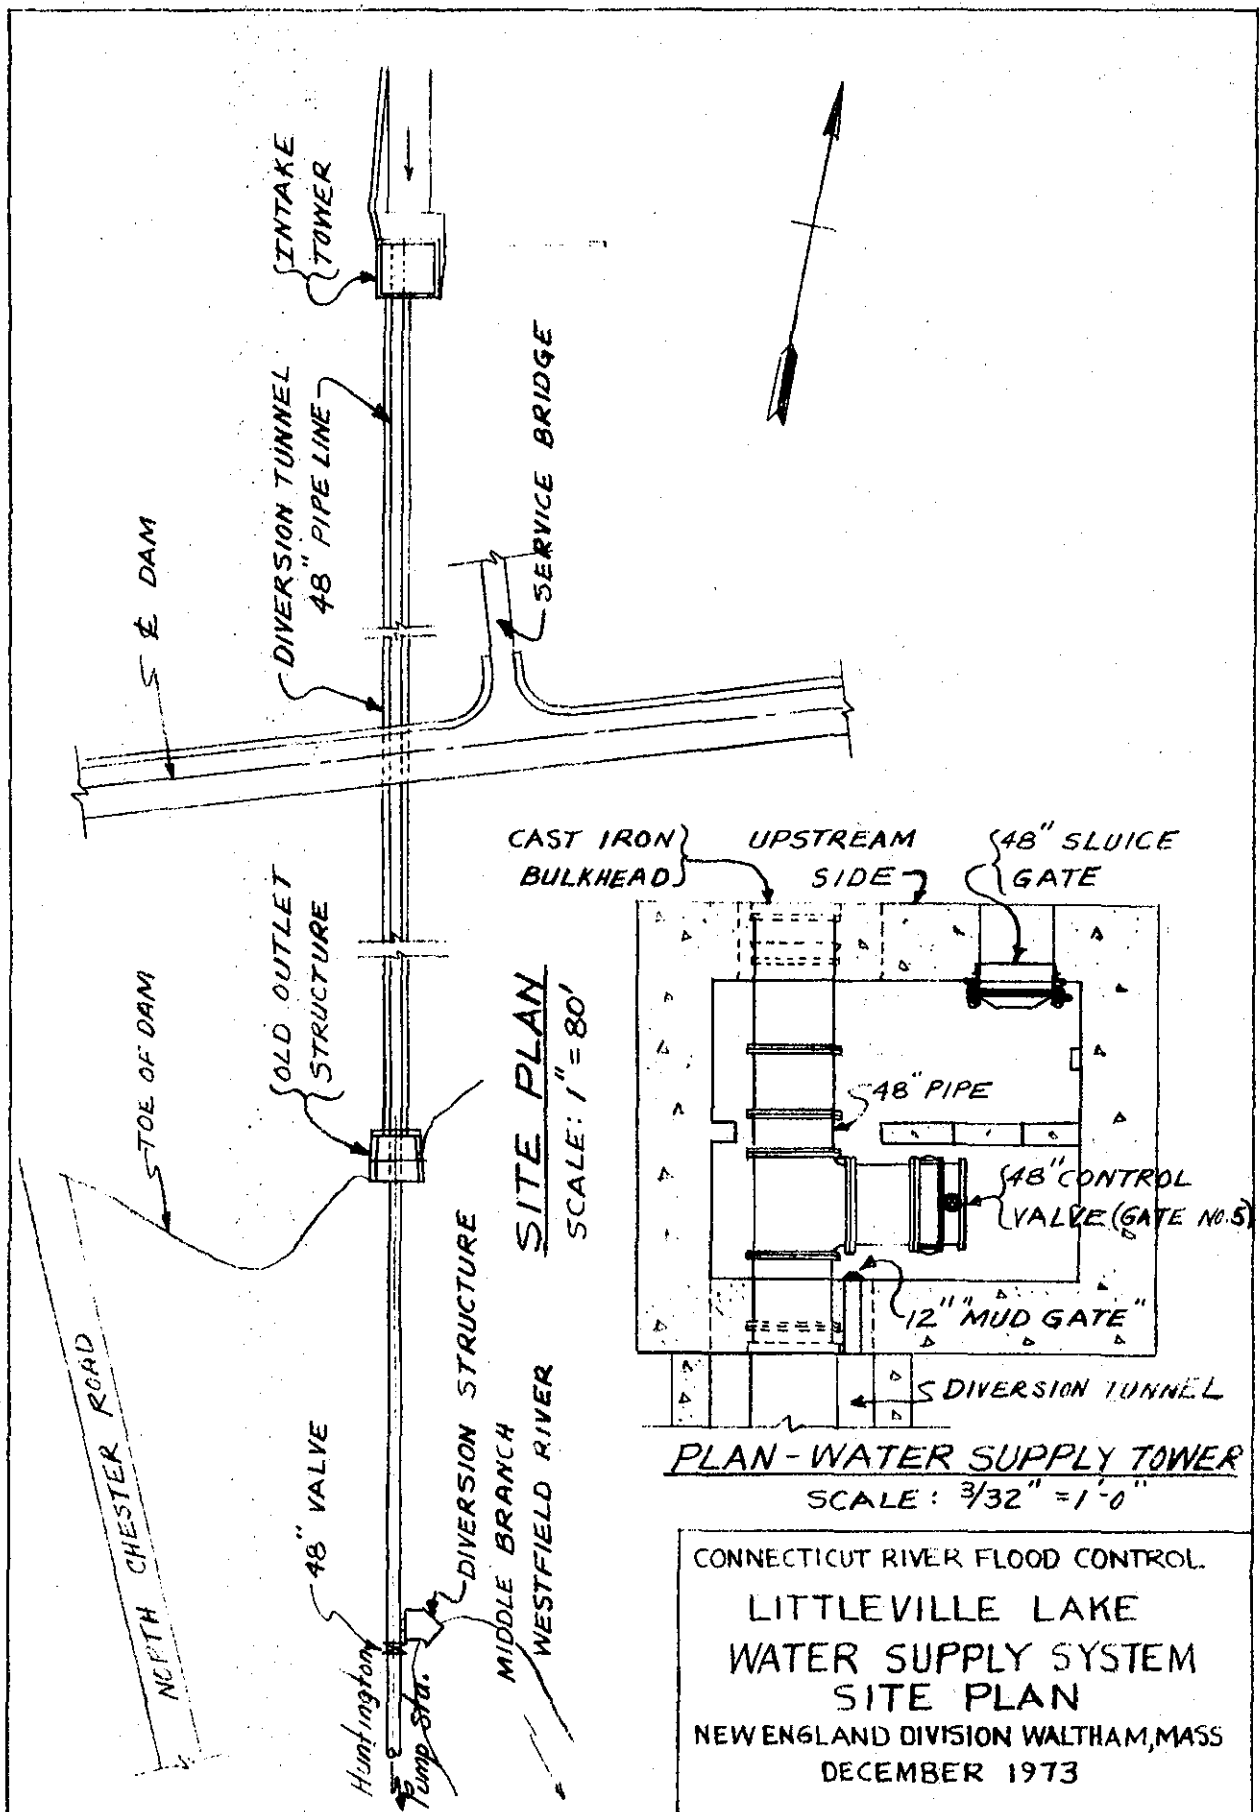 INTAKE
TOWER
DIVERSION TUNNEL
48" PIPE LINE
SERVICE BRIDGE
℄ DAM
OLD OUTLET
STRUCTURE
TOE OF DAM
SITE PLAN
SCALE: 1" = 80'
NORTH CHESTER ROAD
48" VALVE
DIVERSION STRUCTURE
MIDDLE BRANCH
WESTFIELD RIVER
Huntington
Pump Sta.
CAST IRON
BULKHEAD
UPSTREAM
SIDE
48" SLUICE
GATE
48" PIPE
48" CONTROL
VALVE (GATE NO.5)
12" "MUD GATE"
DIVERSION TUNNEL
PLAN - WATER SUPPLY TOWER
SCALE: 3/32" = 1'-0"
CONNECTICUT RIVER FLOOD CONTROL
LITTLEVILLE LAKE
WATER SUPPLY SYSTEM
SITE PLAN
NEW ENGLAND DIVISION WALTHAM, MASS
DECEMBER 1973